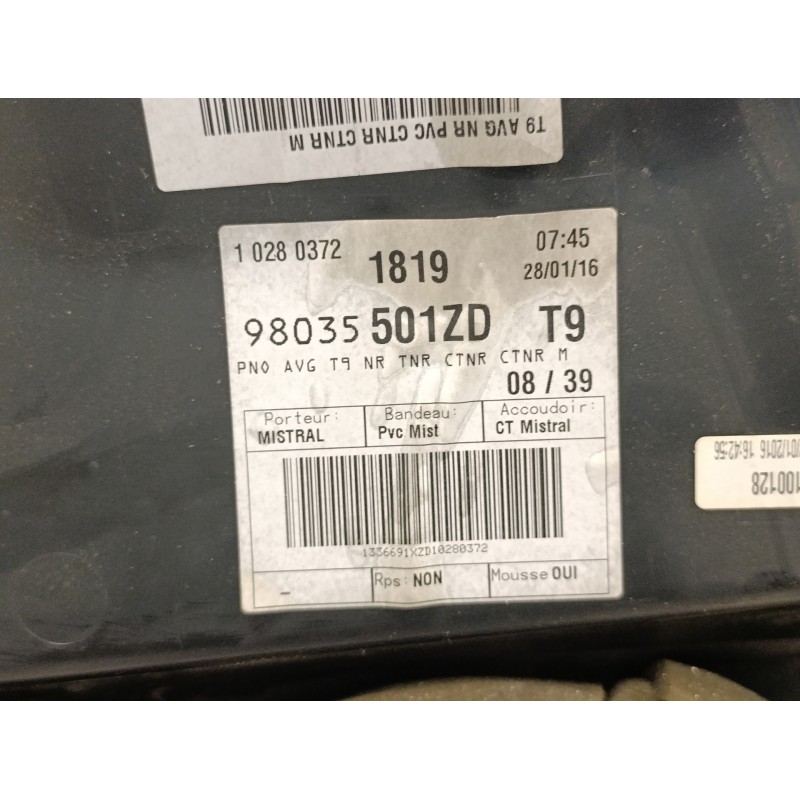 T9 AVG NR PVC CTNR CTNR M
1 028 0372
1819
07:45
28/01/16
98035 501ZD T9
PNO AVG T9 NR TNR CTNR CTNR M
08 / 39
Porteur: Bandeau: Accoudoir:
MISTRAL Pvc Mist CT Mistral
1336691XZD10280372
_ Rps: NON Mousse OUI
/01/2016 16:42:56
100128